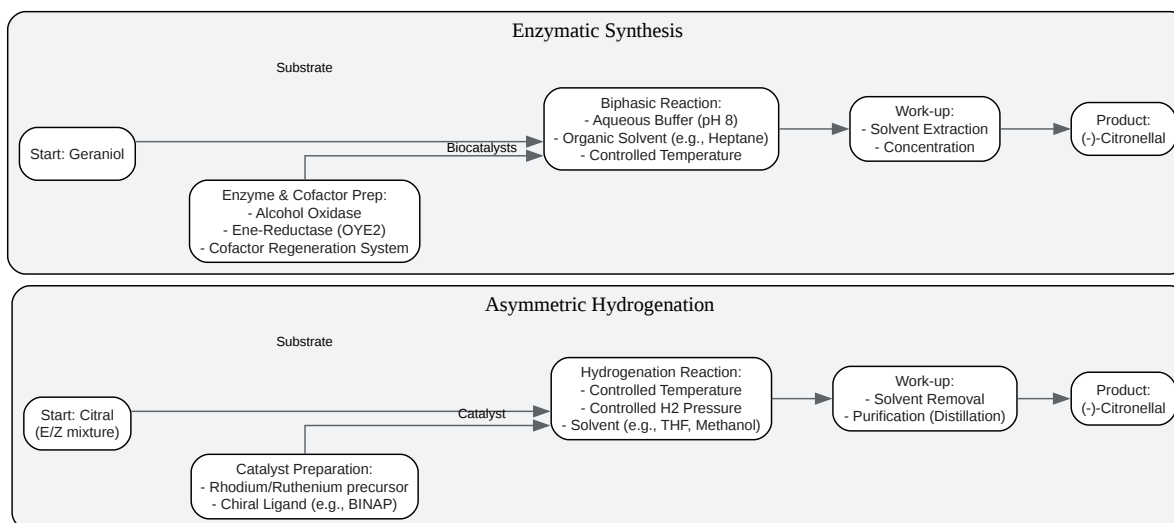 Enzymatic Synthesis
Substrate
Start: Geraniol
Biocatalysts
Enzyme & Cofactor Prep:
- Alcohol Oxidase
- Ene-Reductase (OYE2)
- Cofactor Regeneration System
Biphasic Reaction:
- Aqueous Buffer (pH 8)
- Organic Solvent (e.g., Heptane)
- Controlled Temperature
Work-up:
- Solvent Extraction
- Concentration
Product:
(-)-Citronellal
Asymmetric Hydrogenation
Substrate
Start: Citral
(E/Z mixture)
Catalyst
Catalyst Preparation:
- Rhodium/Ruthenium precursor
- Chiral Ligand (e.g., BINAP)
Hydrogenation Reaction:
- Controlled Temperature
- Controlled H2 Pressure
- Solvent (e.g., THF, Methanol)
Work-up:
- Solvent Removal
- Purification (Distillation)
Product:
(-)-Citronellal